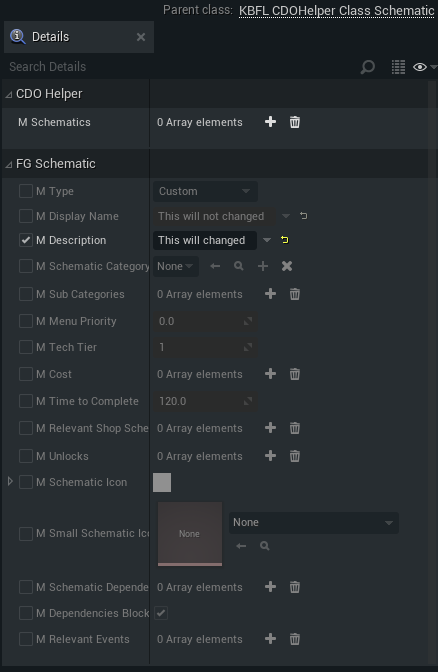 Parent class: KBFL CDOHelper Class Schematic
Details
Search Details
CDO Helper
M Schematics 0 Array elements
FG Schematic
M Type Custom
M Display Name This will not changed
M Description This will changed
M Schematic Category None
M Sub Categories 0 Array elements
M Menu Priority 0.0
M Tech Tier 1
M Cost 0 Array elements
M Time to Complete 120.0
M Relevant Shop Sche 0 Array elements
M Unlocks 0 Array elements
M Schematic Icon
M Small Schematic Ico None None
M Schematic Depende 0 Array elements
M Dependencies Block
M Relevant Events 0 Array elements